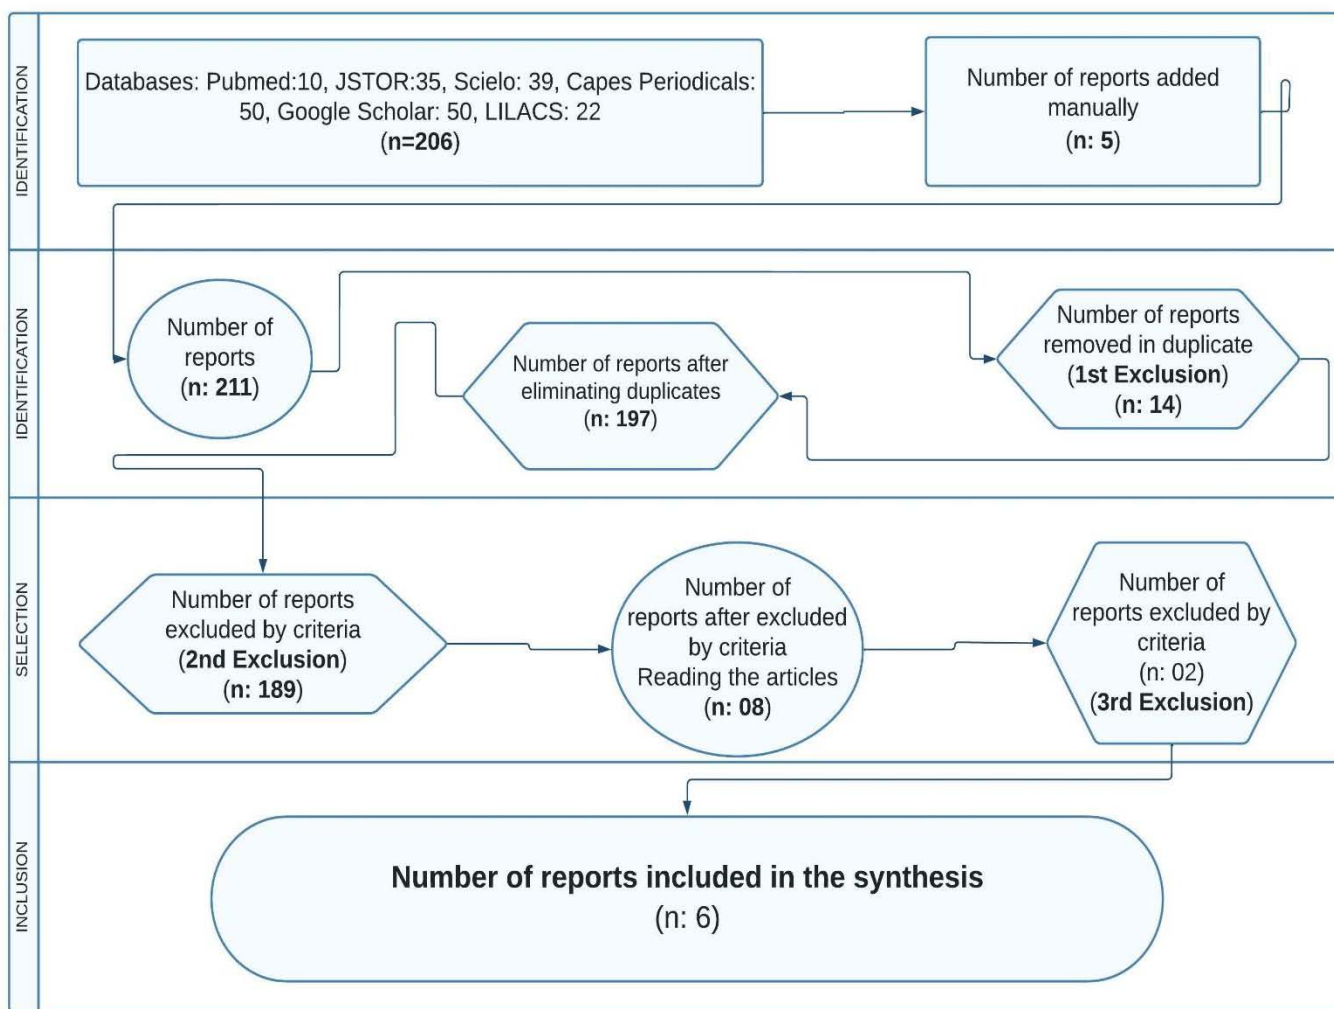 IDENTIFICATION
Databases: Pubmed:10, JSTOR:35, Scielo: 39, Capes Periodicals:
50, Google Scholar: 50, LILACS: 22
(n=206)
Number of reports added
manually
(n: 5)
IDENTIFICATION
Number of
reports
(n: 211)
Number of reports after
eliminating duplicates
(n: 197)
Number of reports
removed in duplicate
(1st Exclusion)
(n: 14)
SELECTION
Number of reports
excluded by criteria
(2nd Exclusion)
(n: 189)
Number of
reports after excluded
by criteria
Reading the articles
(n: 08)
Number of
reports excluded by
criteria
(n: 02)
(3rd Exclusion)
INCLUSION
Number of reports included in the synthesis
(n: 6)